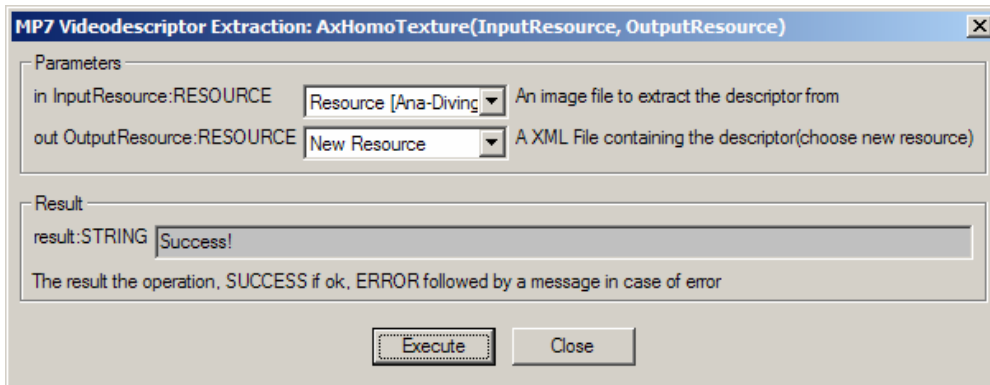 MP7 Videodescriptor Extraction: AxHomoTexture(InputResource, OutputResource)
Parameters
in InputResource:RESOURCE Resource [Ana-Diving An image file to extract the descriptor from
out OutputResource:RESOURCE New Resource A XML File containing the descriptor(choose new resource)
Result
result:STRING Success!
The result the operation, SUCCESS if ok, ERROR followed by a message in case of error
Execute Close